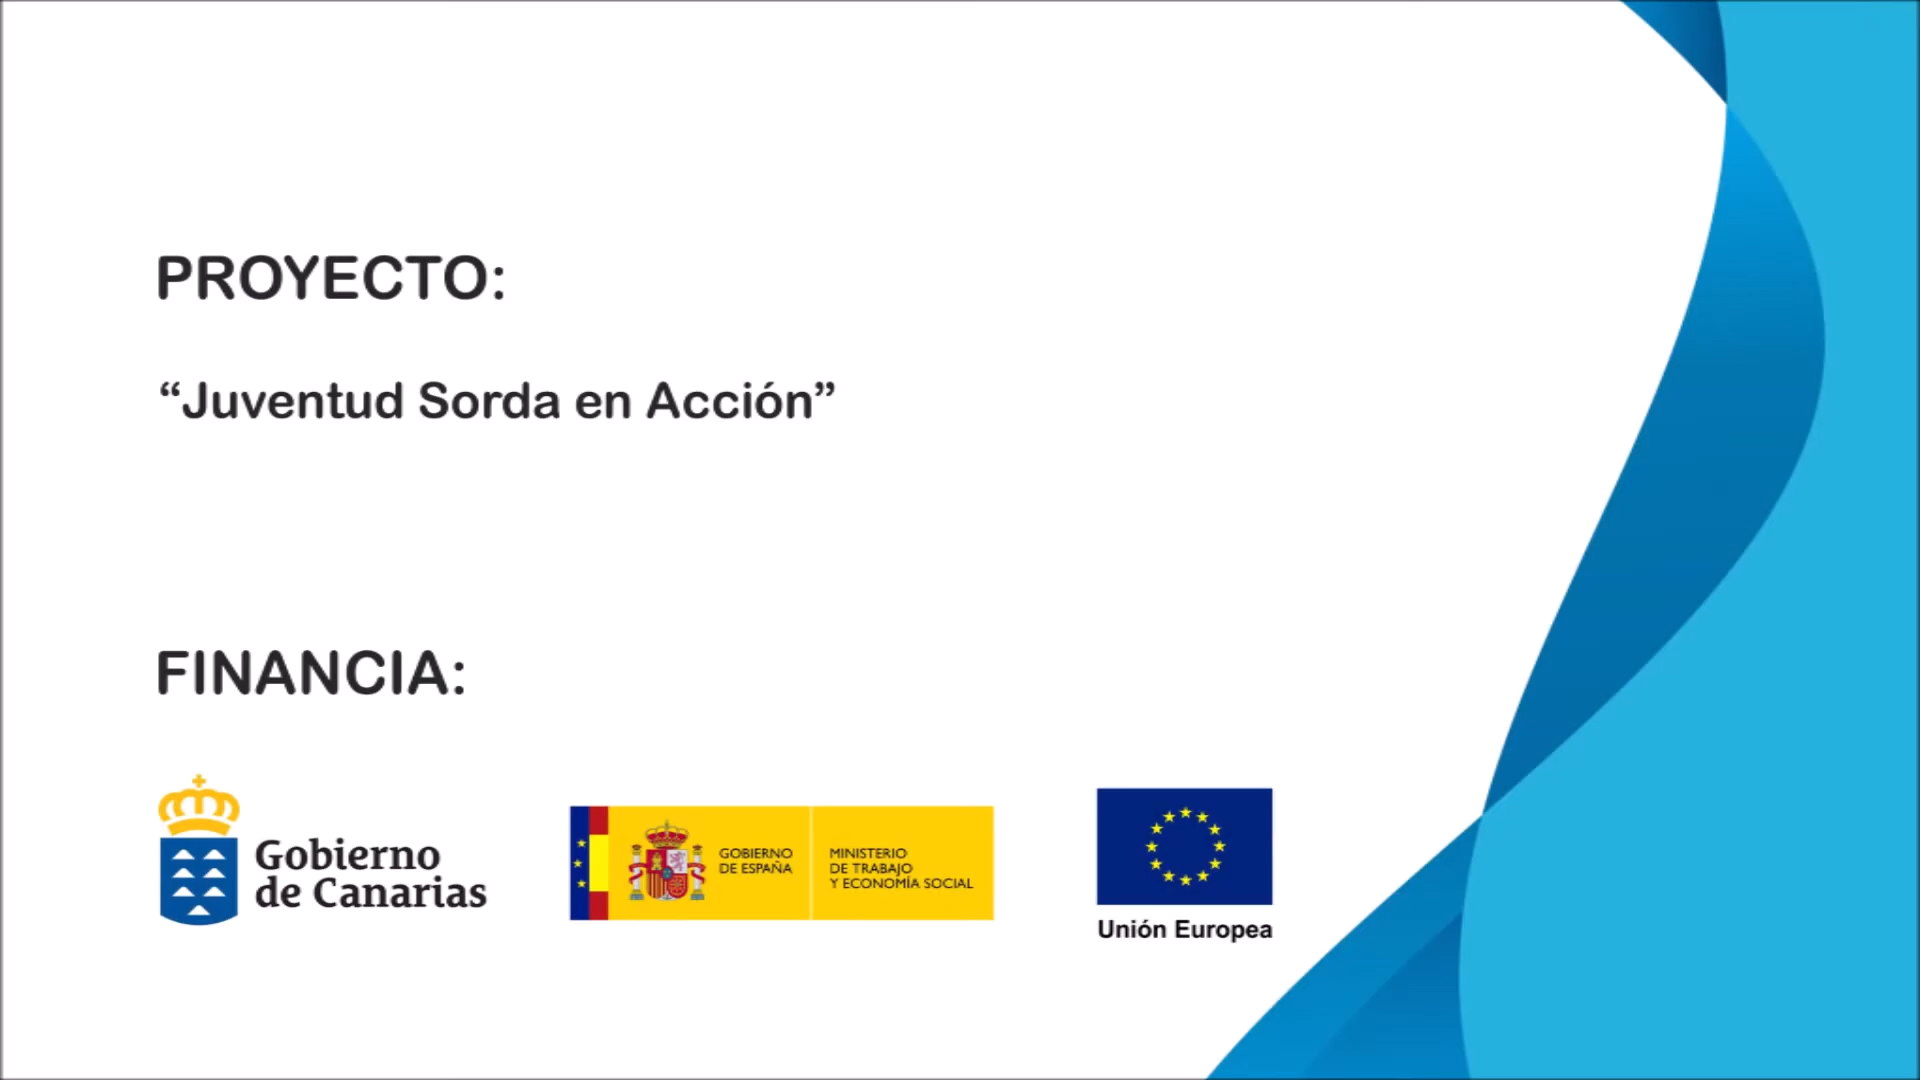 PROYECTO:
“Juventud Sorda en Acción”
FINANCIA:
Gobierno
de Canarias
GOBIERNO
DE ESPAÑA
MINISTERIO
DE TRABAJO
Y ECONOMÍA SOCIAL
Unión Europea